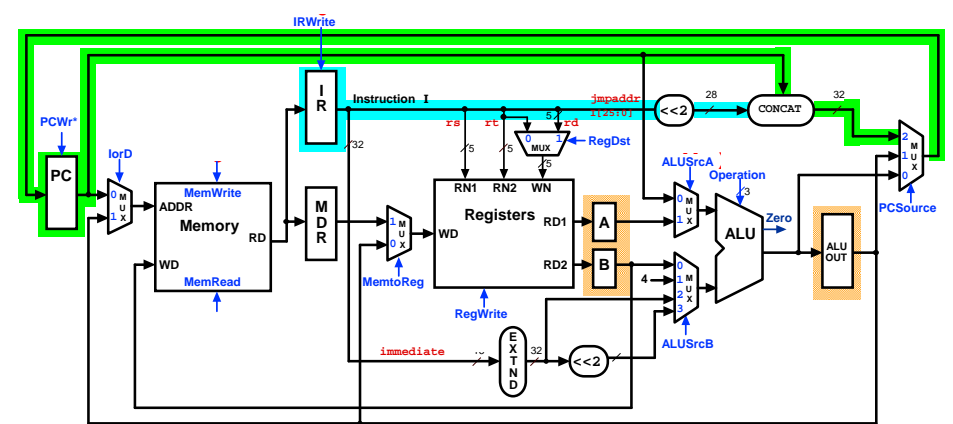 IRWrite
I
R
Instruction I
jmpaddr
I[25:0]
28
32
<<2
CONCAT
rs
rt
rd
5
5
5
5
32
0
1
MUX
RegDst
PCWr*
PC
IorD
0
1
M
U
X
MemWrite
ADDR
Memory
RD
WD
MemRead
M
D
R
1
0
M
U
X
MemtoReg
RN1
RN2
WN
Registers
WD
RD1
RD2
RegWrite
A
B
ALUSrcA
0
1
M
U
X
Operation
3
ALU
Zero
4
0
1
2
3
M
U
X
ALUSrcB
ALU
OUT
2
1
0
M
U
X
PCSource
immediate
E
X
T
N
D
32
<<2